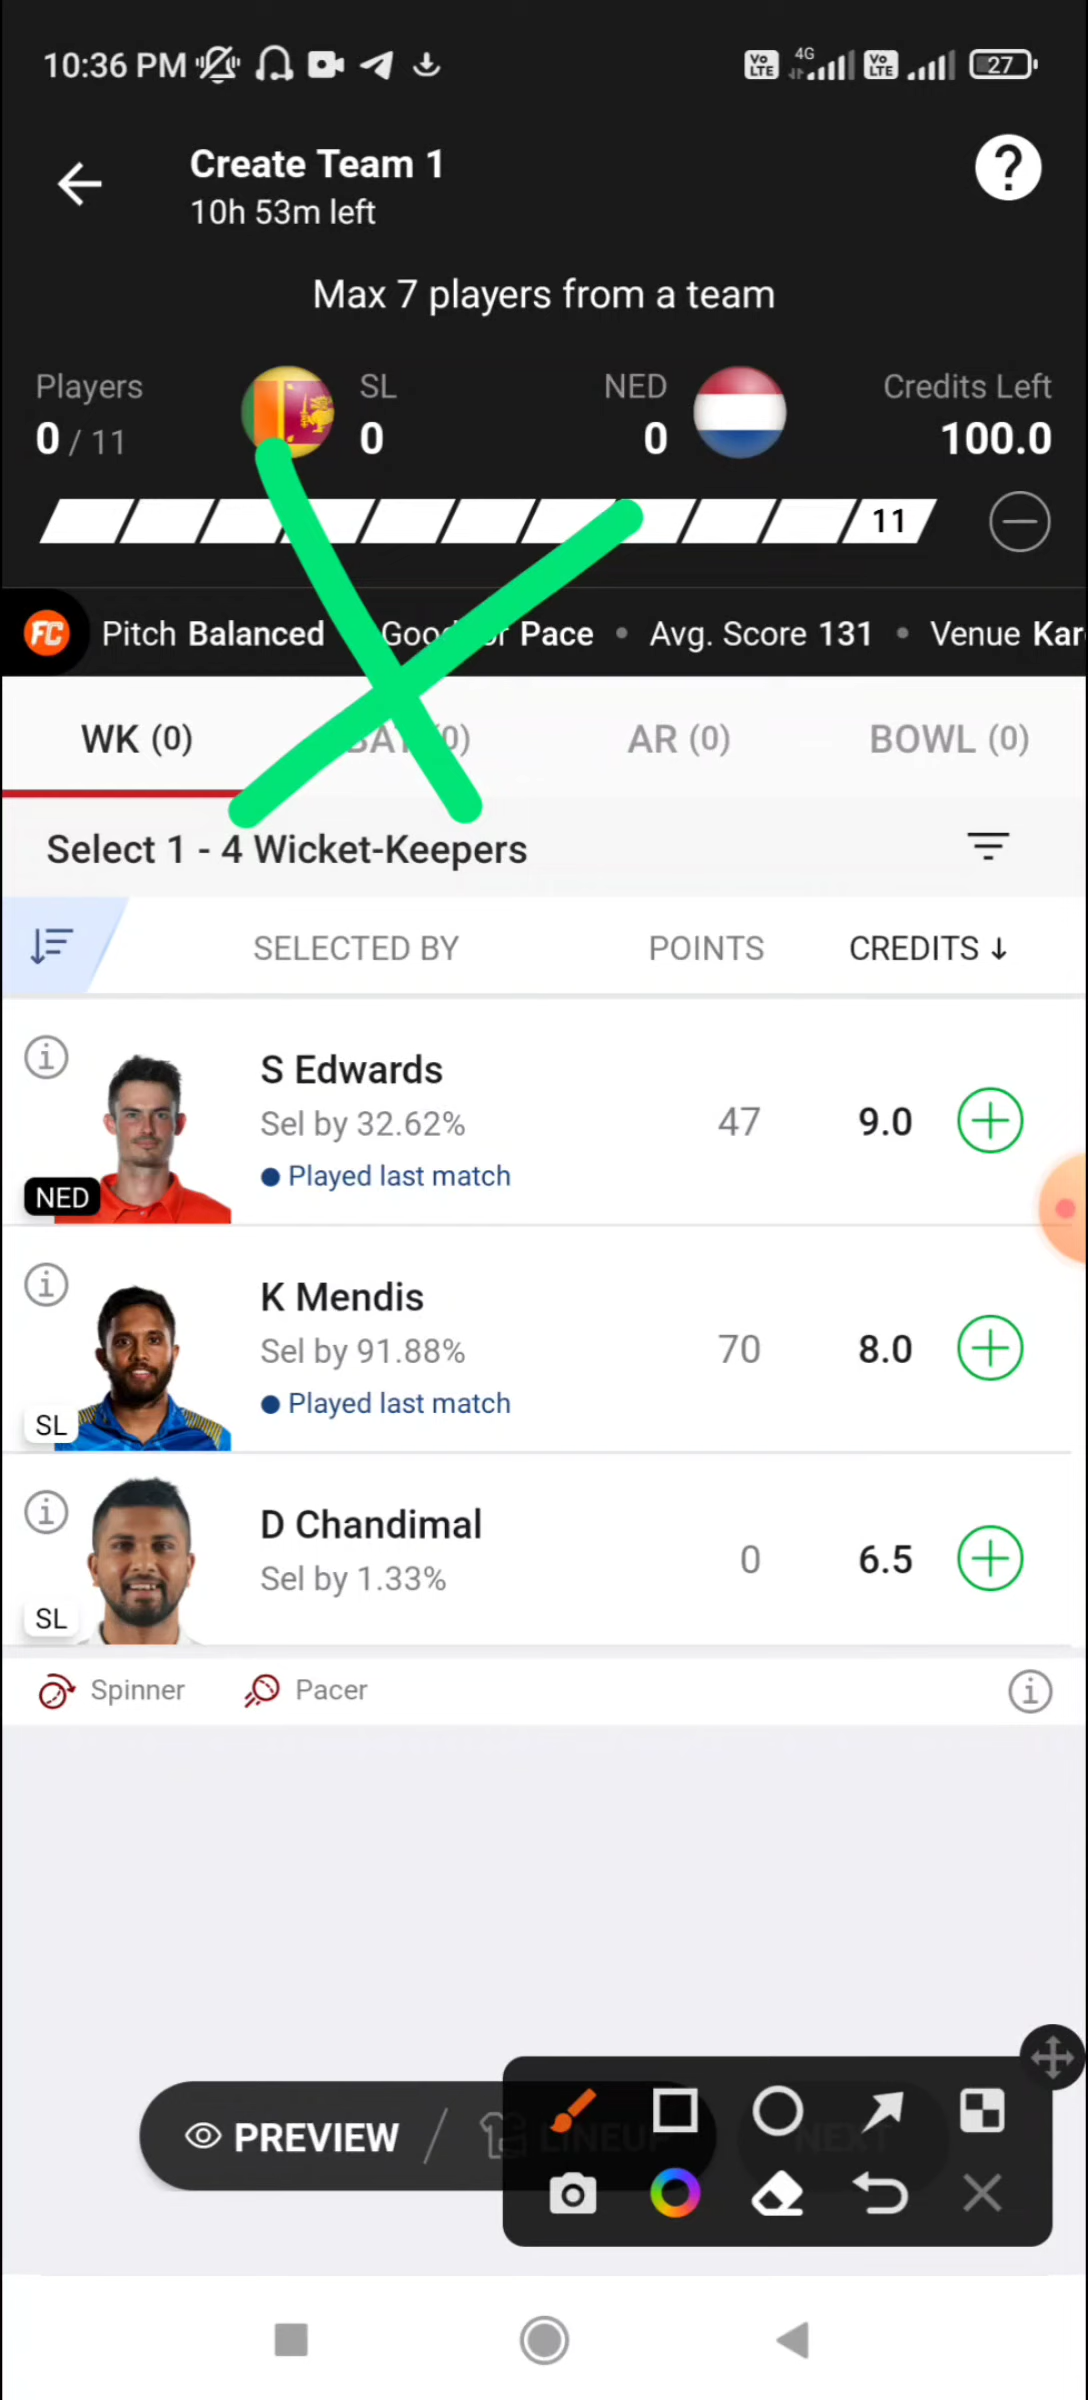 10:36 PM 4G 27
Create Team 1
10h 53m left
Max 7 players from a team
Players SL NED Credits Left
0 / 11 0 0 100.0
11
FC Pitch Balanced Pace • Avg. Score 131 • Venue Kar
WK (0) AR (0) BOWL (0)
Select 1 - 4 Wicket-Keepers
SELECTED BY POINTS CREDITS ↓
S Edwards
Sel by 32.62% 47 9.0
Played last match
NED
K Mendis
Sel by 91.88% 70 8.0
Played last match
SL
D Chandimal
Sel by 1.33% 0 6.5
SL
Spinner Pacer
PREVIEW / LINEUP NEXT